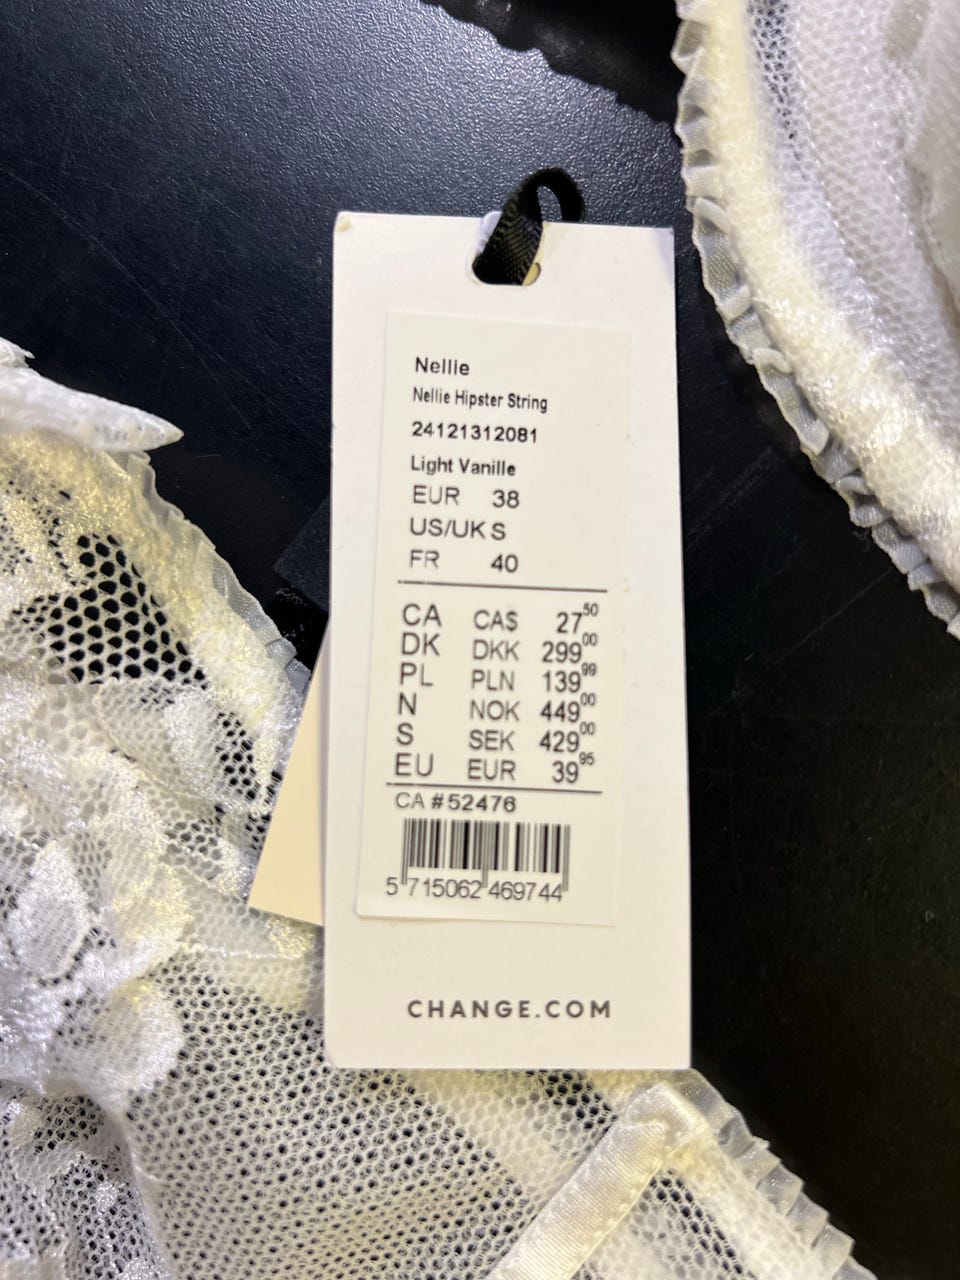 Nellie
Nellie Hipster String
24121312081
Light Vanille
EUR 38
US/UK S
FR 40
CA CA$ 27⁵⁰
DK DKK 299⁰⁰
PL PLN 139⁹⁹
N NOK 449⁰⁰
S SEK 429⁰⁰
EU EUR 39⁹⁵
CA #52476
5 715062 469744
CHANGE.COM